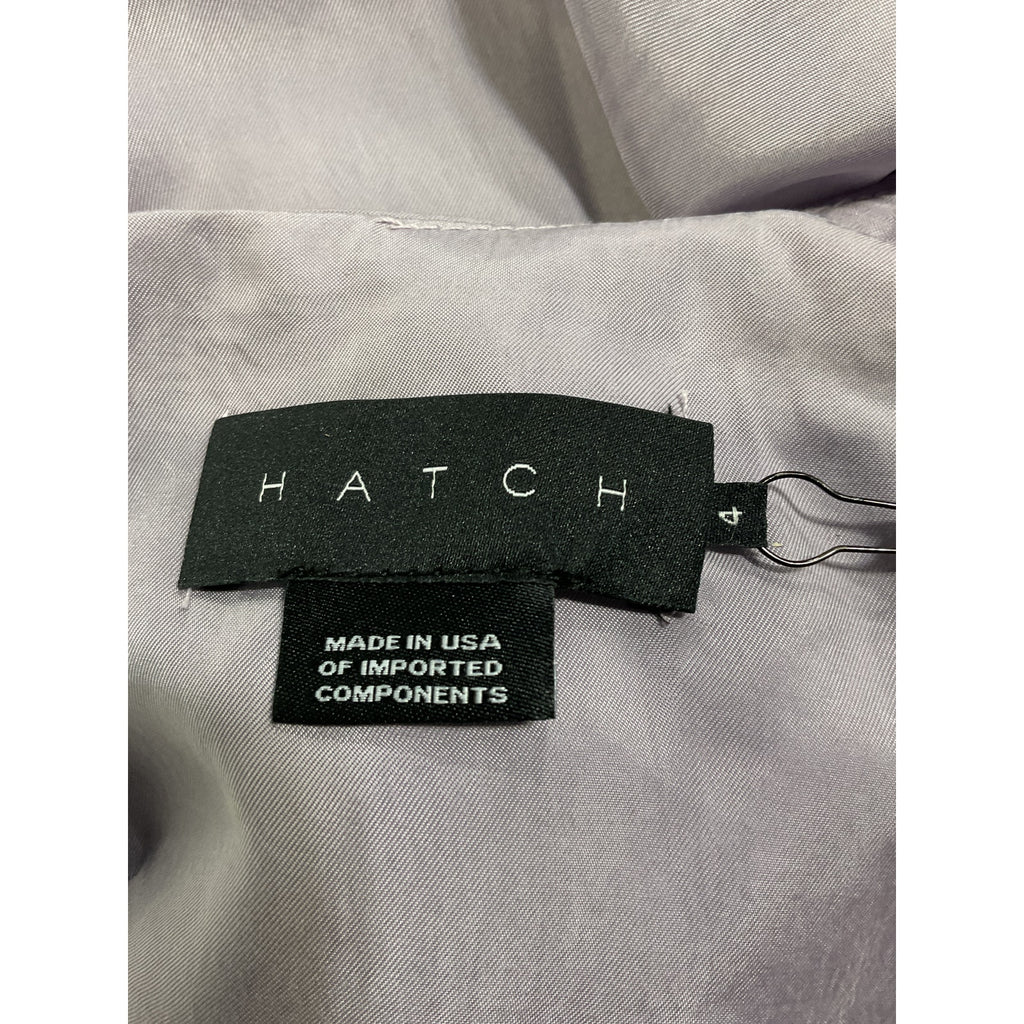 HATCH
4
MADE IN USA
OF IMPORTED
COMPONENTS